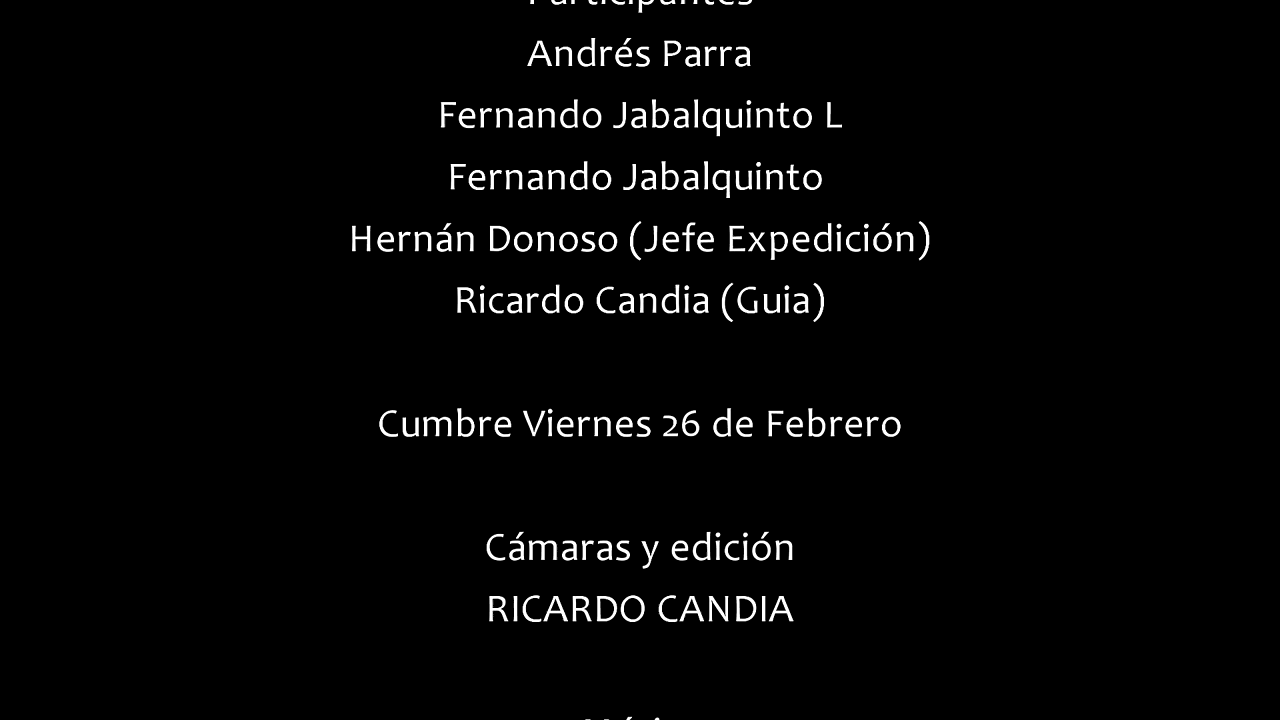 Participantes
Andrés Parra
Fernando Jabalquinto L
Fernando Jabalquinto
Hernán Donoso (Jefe Expedición)
Ricardo Candia (Guia)
Cumbre Viernes 26 de Febrero
Cámaras y edición
RICARDO CANDIA